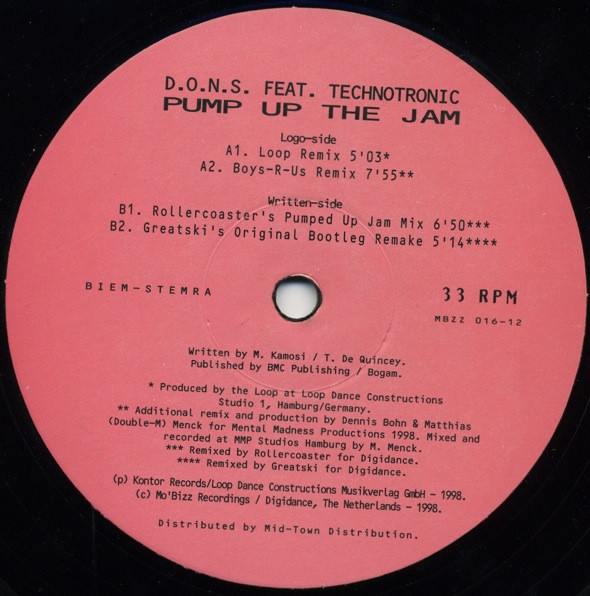 D.O.N.S. FEAT. TECHNOTRONIC
PUMP UP THE JAM
Logo-side
A1. Loop Remix 5'03*
A2. Boys-R-Us Remix 7'55**
Written-side
B1. Rollercoaster's Pumped Up Jam Mix 6'50***
B2. Greatski's Original Bootleg Remake 5'14****
BIEM-STEMRA
33 RPM
MBZZ 016-12
Written by M. Kamosi / T. De Quincey.
Published by BMC Publishing / Bogam.
* Produced by the Loop at Loop Dance Constructions
Studio 1, Hamburg/Germany.
** Additional remix and production by Dennis Bohn & Matthias
(Double-M) Menck for Mental Madness Productions 1998. Mixed and
recorded at MMP Studios Hamburg by M. Menck.
*** Remixed by Rollercoaster for Digidance.
**** Remixed by Greatski for Digidance.
(p) Kontor Records/Loop Dance Constructions Musikverlag GmbH - 1998.
(c) Mo'Bizz Recordings / Digidance, The Netherlands - 1998.
Distributed by Mid-Town Distribution.